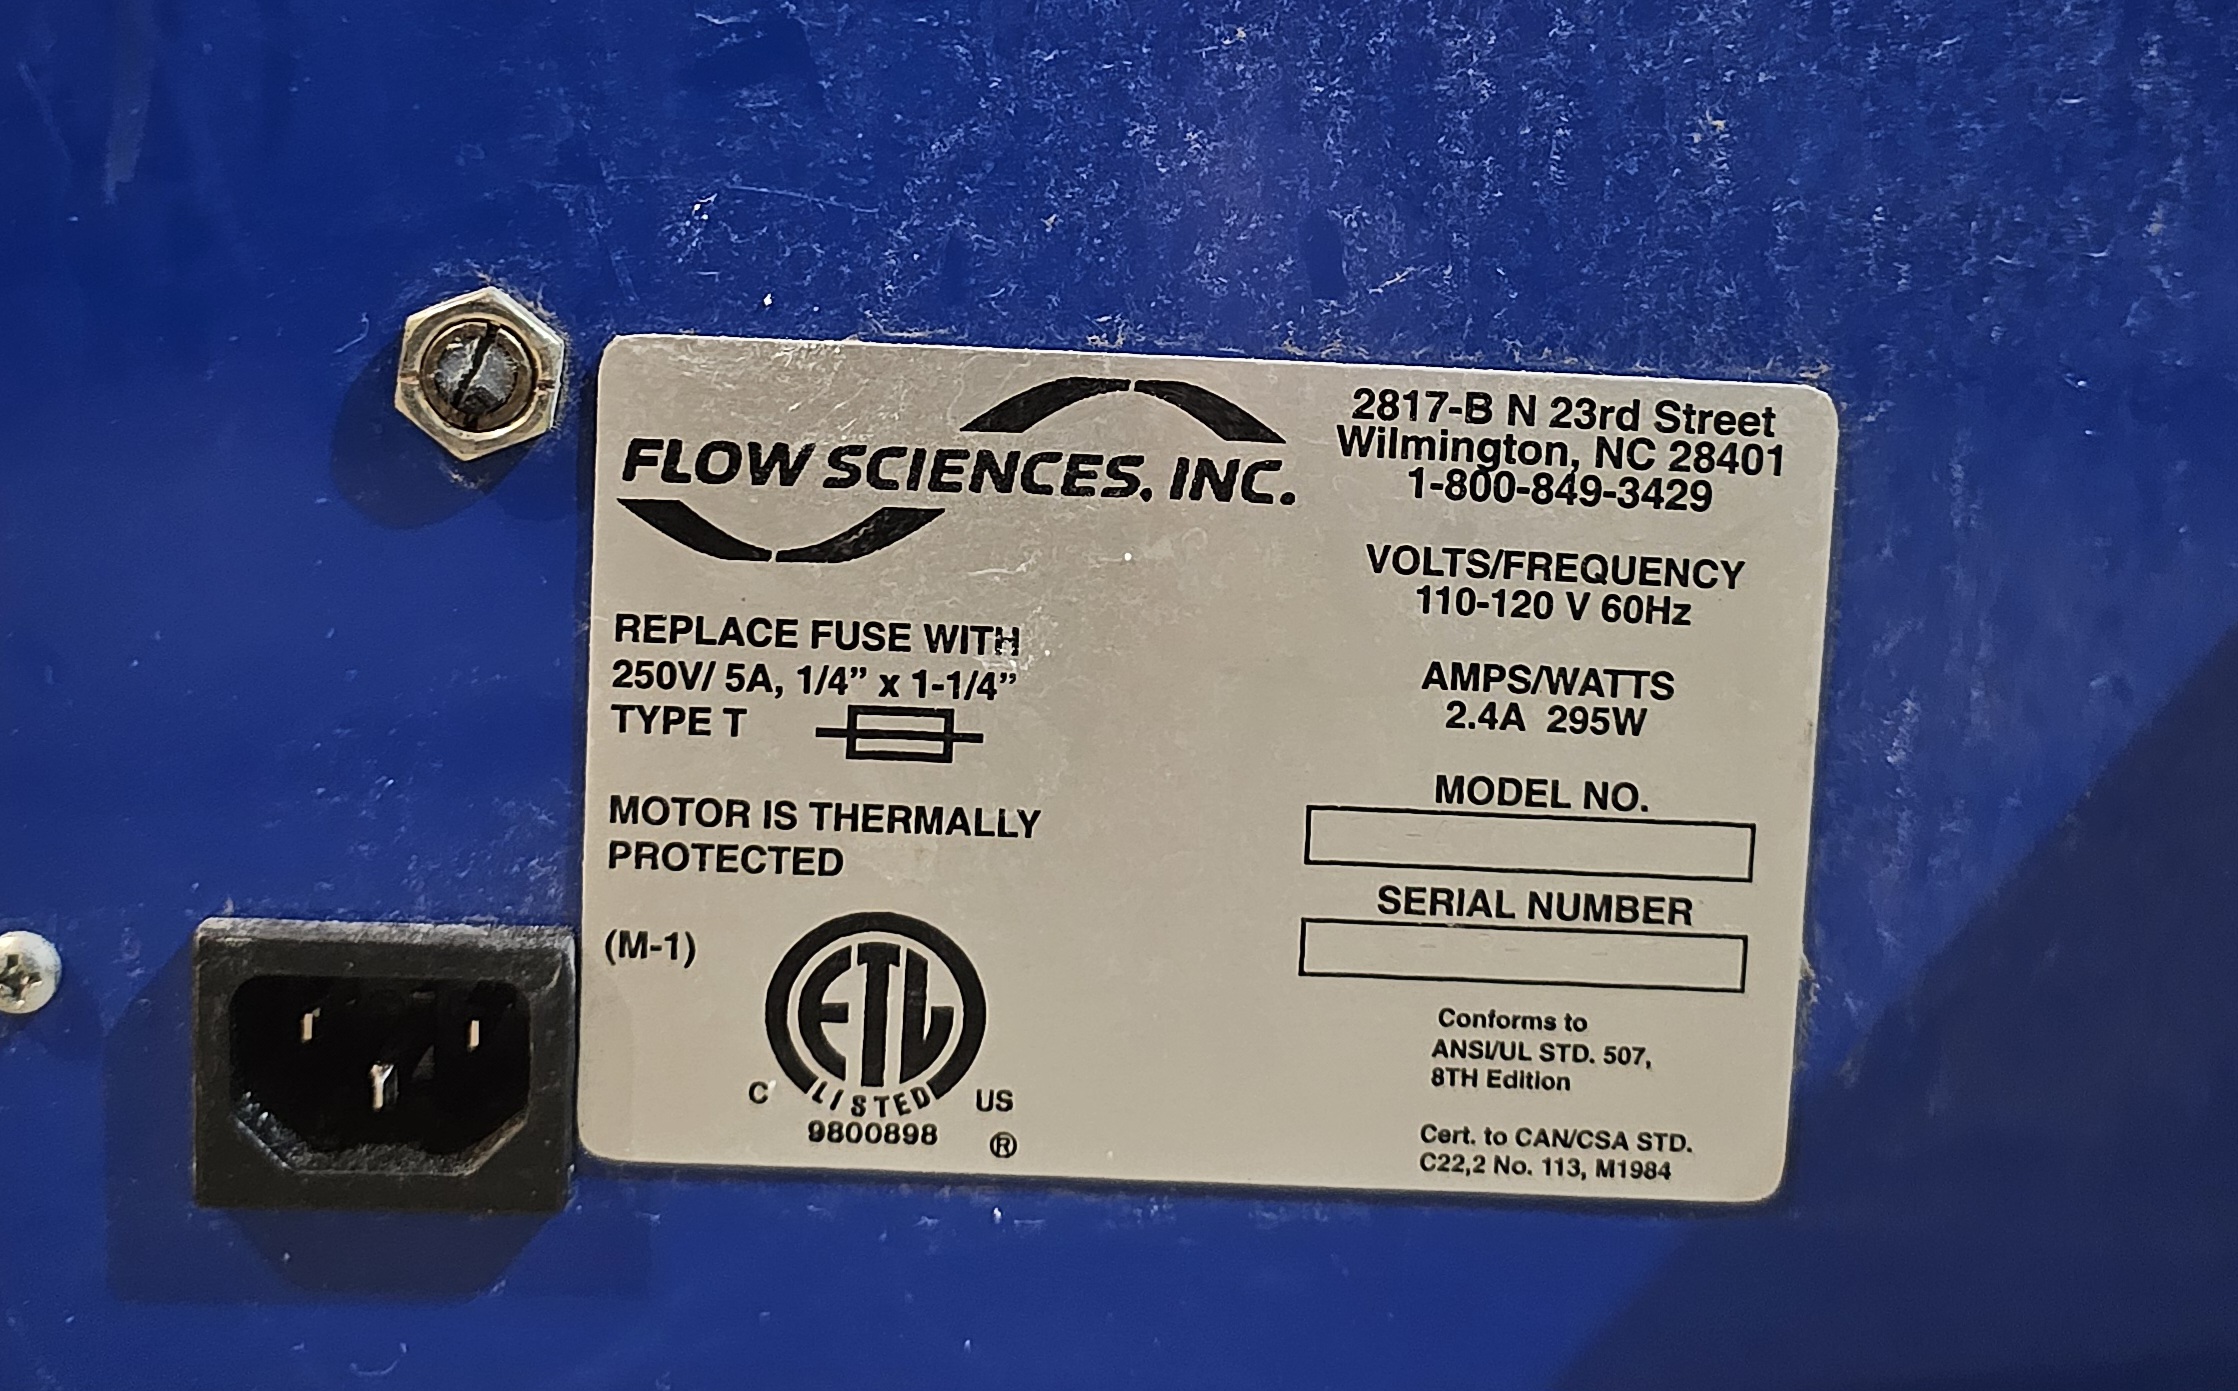 FLOW SCIENCES, INC.
2817-B N 23rd Street
Wilmington, NC 28401
1-800-849-3429
VOLTS/FREQUENCY
110-120 V 60Hz
AMPS/WATTS
2.4A 295W
MODEL NO.
SERIAL NUMBER
Conforms to
ANSI/UL STD. 507,
8TH Edition
Cert. to CAN/CSA STD.
C22,2 No. 113, M1984
REPLACE FUSE WITH
250V/ 5A, 1/4" x 1-1/4"
TYPE T
MOTOR IS THERMALLY
PROTECTED
(M-1)
ETL
C LISTED US
9800898 ®